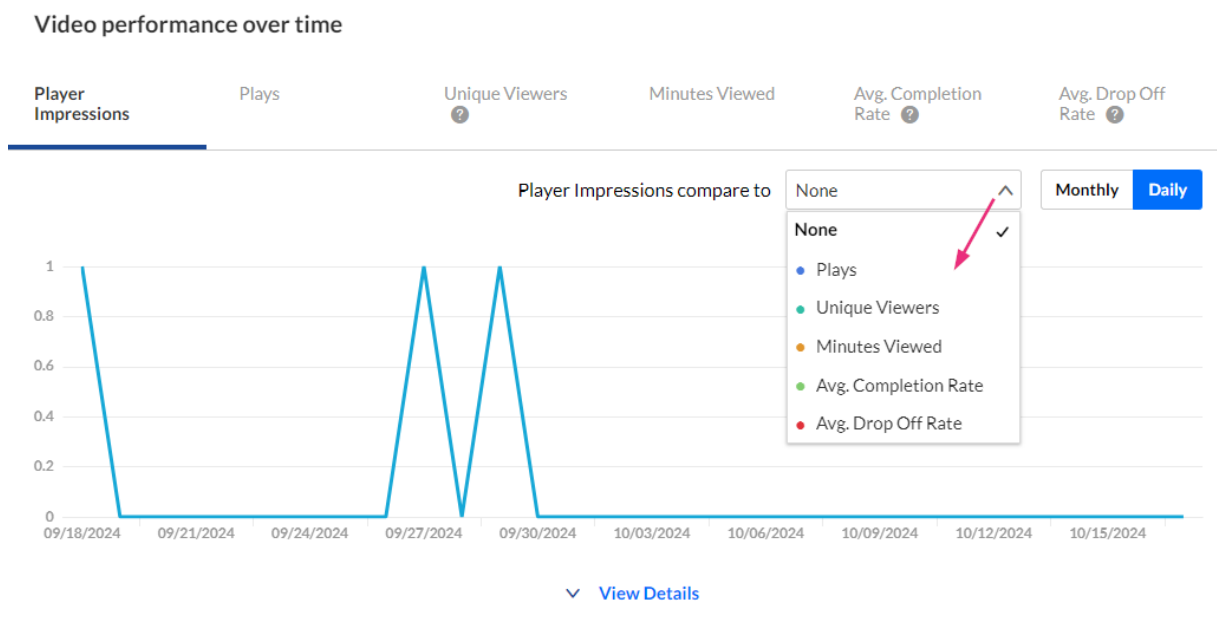 Video performance over time
Player
Impressions
Plays
Unique Viewers
?
Minutes Viewed
Avg. Completion
Rate ?
Avg. Drop Off
Rate ?
Player Impressions compare to
None
Monthly
Daily
None
Plays
Unique Viewers
Minutes Viewed
Avg. Completion Rate
Avg. Drop Off Rate
1
0.8
0.6
0.4
0.2
0
09/18/2024
09/21/2024
09/24/2024
09/27/2024
09/30/2024
10/03/2024
10/06/2024
10/09/2024
10/12/2024
10/15/2024
View Details